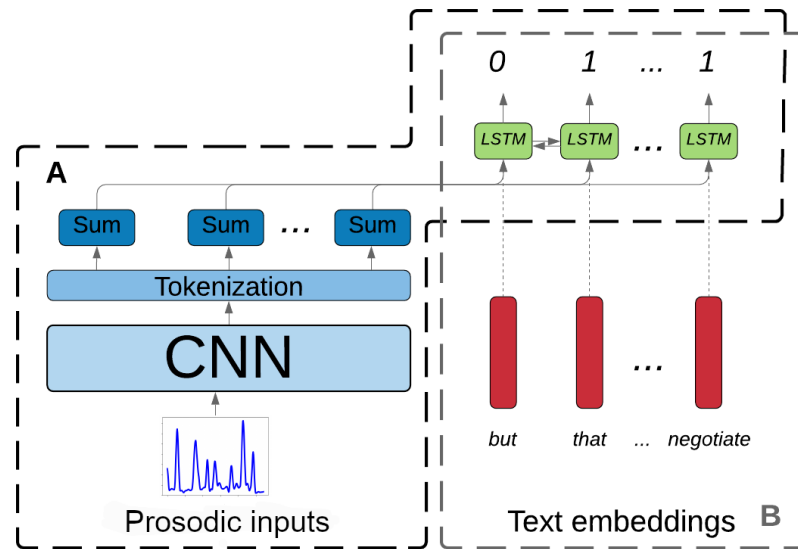 0 1 ... 1
LSTM LSTM ... LSTM
A
Sum Sum ... Sum
Tokenization
CNN
but that ... negotiate
Prosodic inputs
Text embeddings B
...